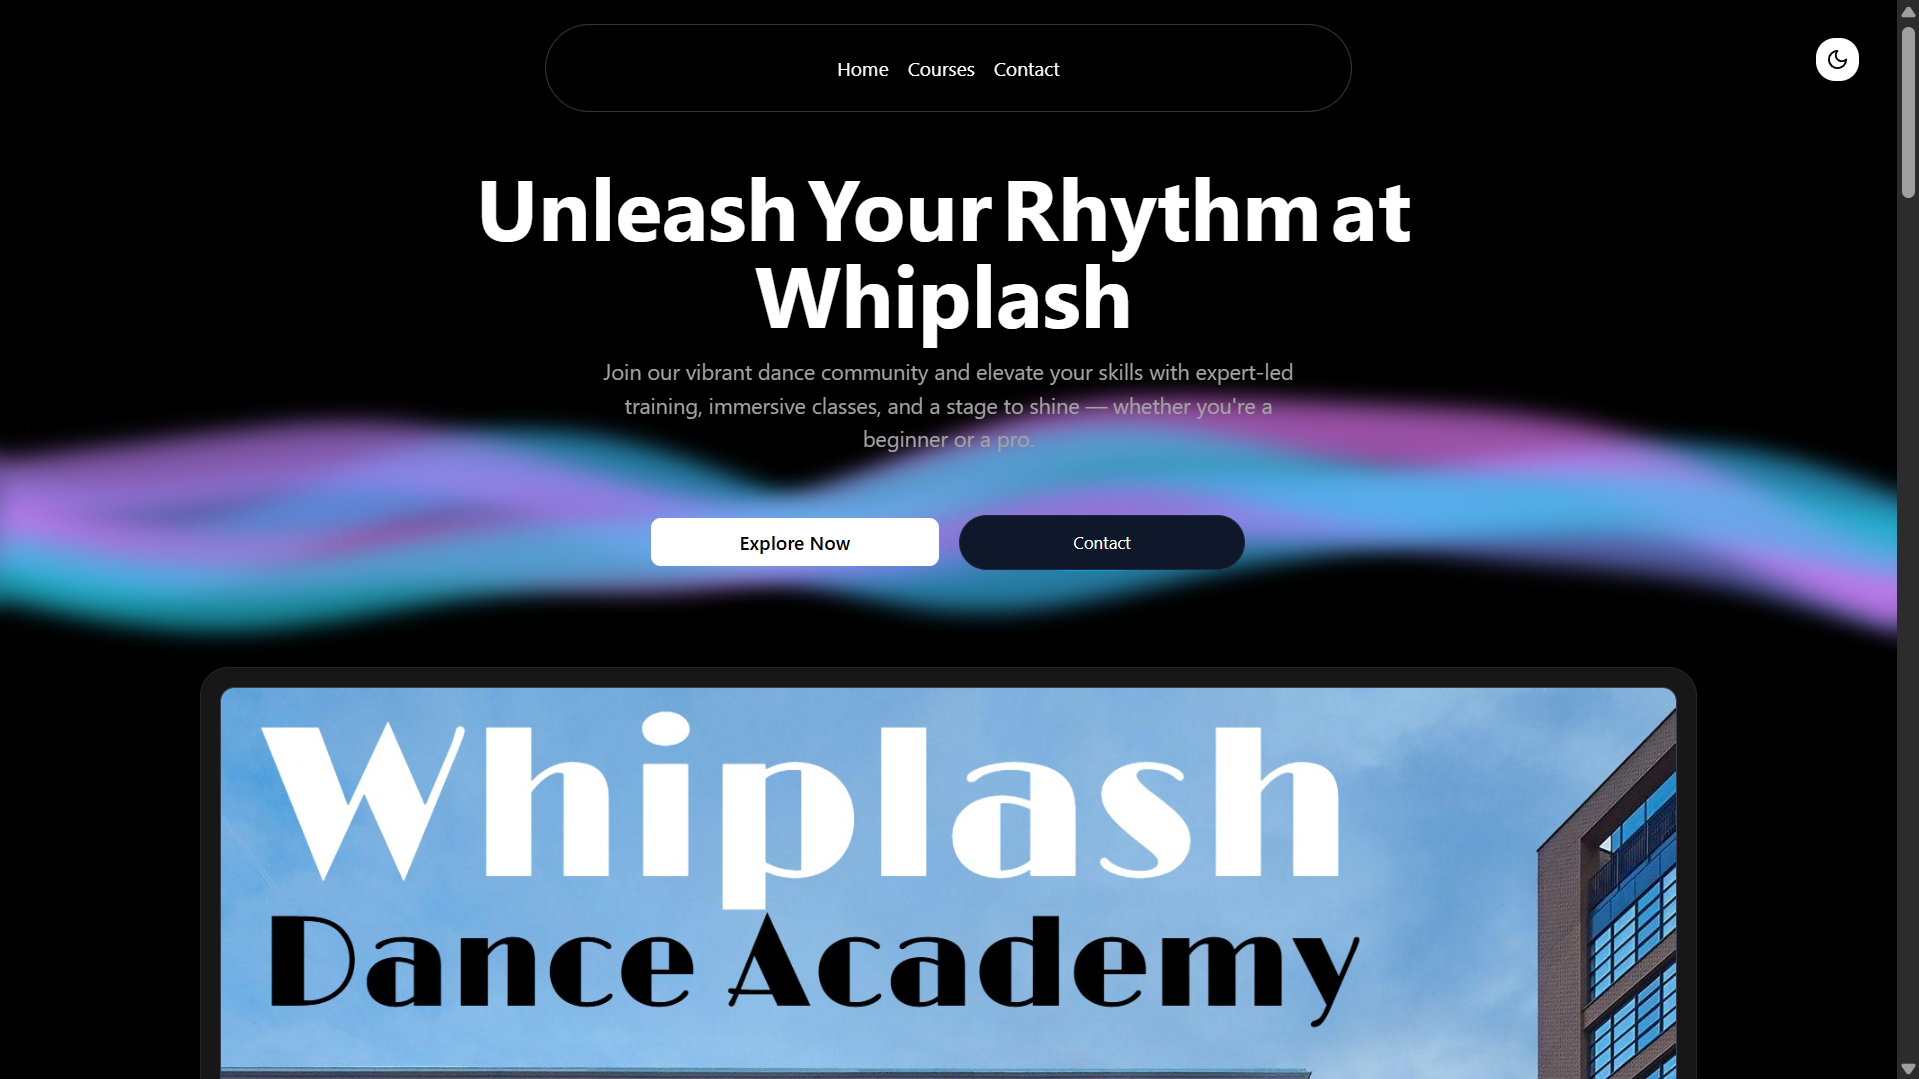 Home Courses Contact
Unleash Your Rhythm at
Whiplash
Join our vibrant dance community and elevate your skills with expert-led
training, immersive classes, and a stage to shine — whether you're a
beginner or a pro.
Explore Now Contact
Whiplash
Dance Academy